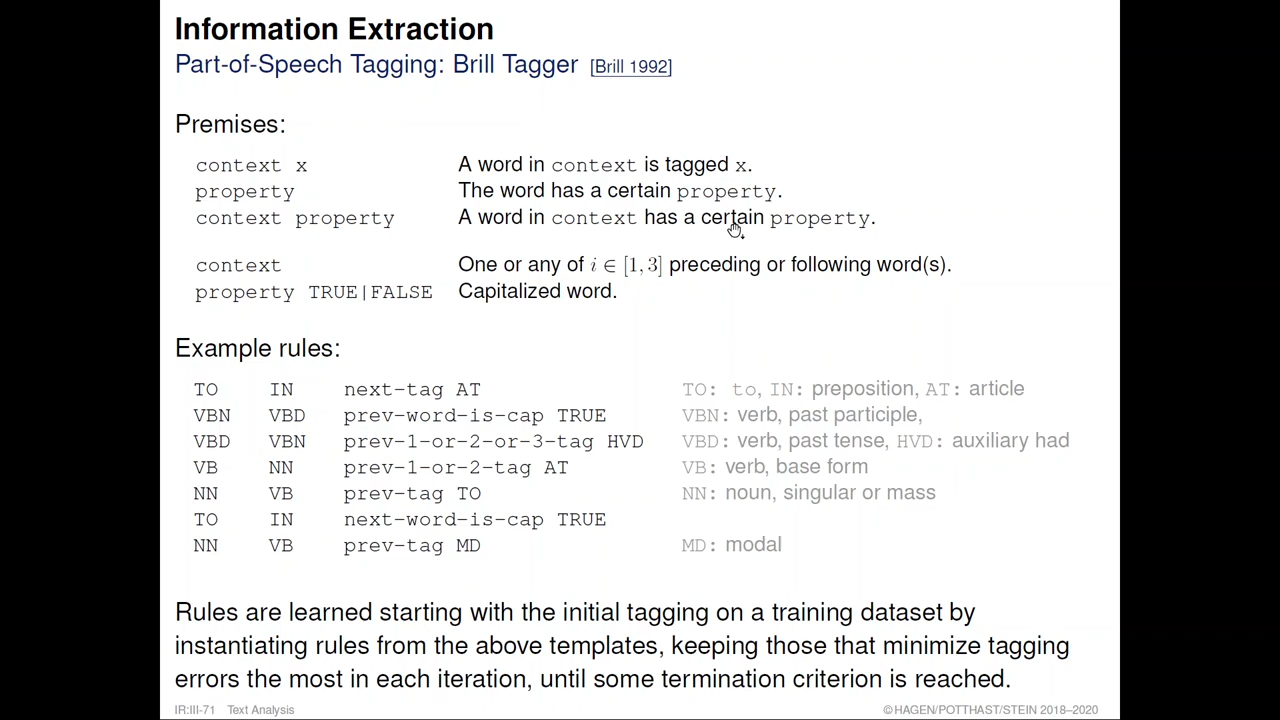 Information Extraction
Part-of-Speech Tagging: Brill Tagger [Brill 1992]
Premises:
context x A word in context is tagged x.
property The word has a certain property.
context property A word in context has a certain property.
context One or any of i ∈ [1, 3] preceding or following word(s).
property TRUE|FALSE Capitalized word.
Example rules:
TO IN next-tag AT TO: to, IN: preposition, AT: article
VBN VBD prev-word-is-cap TRUE VBN: verb, past participle,
VBD VBN prev-1-or-2-or-3-tag HVD VBD: verb, past tense, HVD: auxiliary had
VB NN prev-1-or-2-tag AT VB: verb, base form
NN VB prev-tag TO NN: noun, singular or mass
TO IN next-word-is-cap TRUE
NN VB prev-tag MD MD: modal
Rules are learned starting with the initial tagging on a training dataset by
instantiating rules from the above templates, keeping those that minimize tagging
errors the most in each iteration, until some termination criterion is reached.
IR:III-71 Text Analysis ©HAGEN/POTTHAST/STEIN 2018–2020